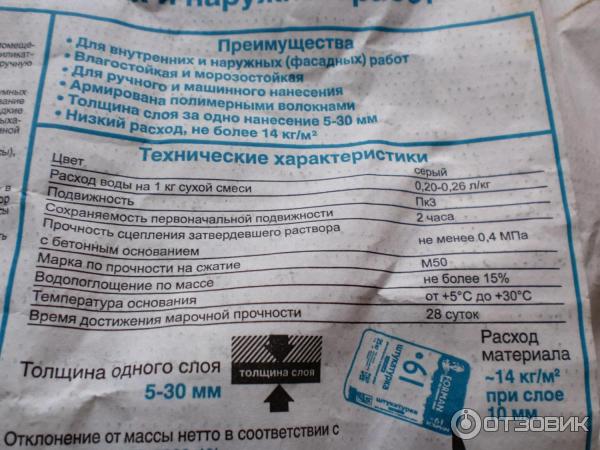 и наружн
работ
Преимущества
• Для внутренних и наружных (фасадных) работ
• Влагостойкая и морозостойкая
• Для ручного и машинного нанесения
• Армирована полимерными волокнами
• Толщина слоя за одно нанесение 5-30 мм
• Низкий расход, не более 14 кг/м²
Технические характеристики
Цвет серый
Расход воды на 1 кг сухой смеси 0,20-0,26 л/кг
Подвижность Пк3
Сохраняемость первоначальной подвижности 2 часа
Прочность сцепления затвердевшего раствора
с бетонным основанием не менее 0,4 МПа
Марка по прочности на сжатие М50
Водопоглощение по массе не более 15%
Температура основания от +5°С до +30°С
Время достижения марочной прочности 28 суток
Толщина одного слоя
5-30 мм
толщина слоя
штукатурка
16
FORMAN
Расход
материала
~14 кг/м²
при слое
10 мм
Отклонение от массы нетто в соответствии с
ОТЗОВИК